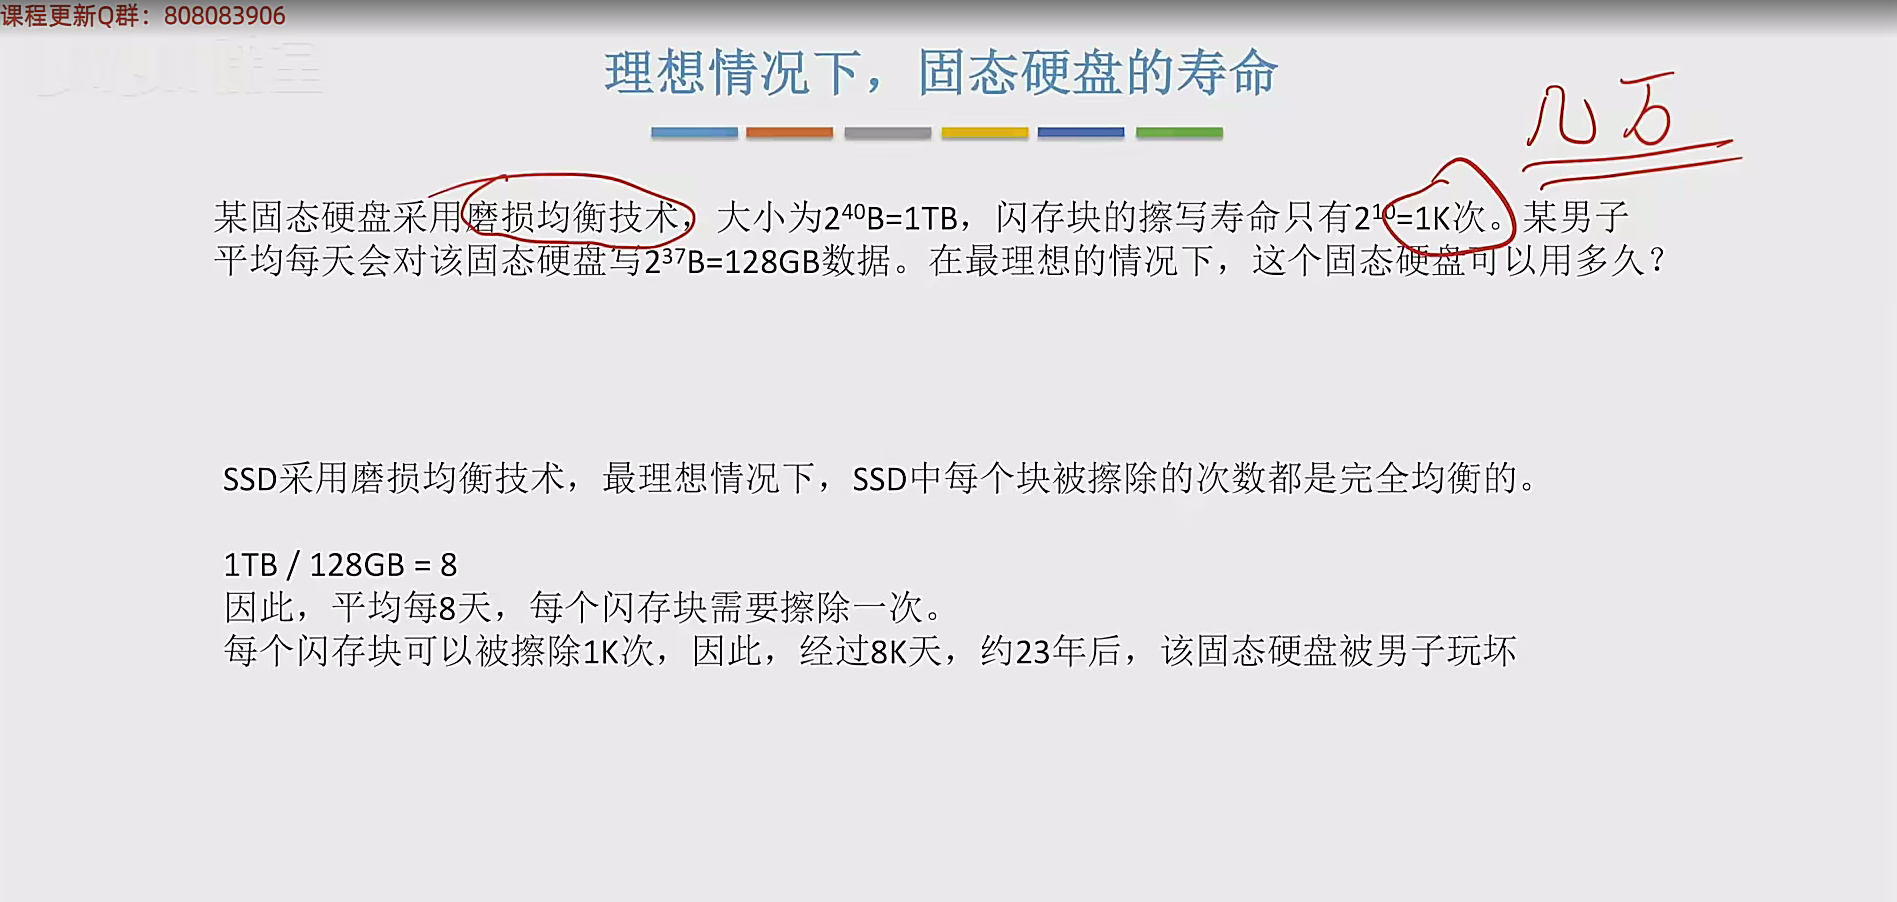 课程更新Q群：808083906
理想情况下，固态硬盘的寿命
几万
某固态硬盘采用磨损均衡技术，大小为2⁴⁰B=1TB，闪存块的擦写寿命只有2¹⁰=1K次。某男子
平均每天会对该固态硬盘写2³⁷B=128GB数据。在最理想的情况下，这个固态硬盘可以用多久？
SSD采用磨损均衡技术，最理想情况下，SSD中每个块被擦除的次数都是完全均衡的。
1TB / 128GB = 8
因此，平均每8天，每个闪存块需要擦除一次。
每个闪存块可以被擦除1K次，因此，经过8K天，约23年后，该固态硬盘被男子玩坏